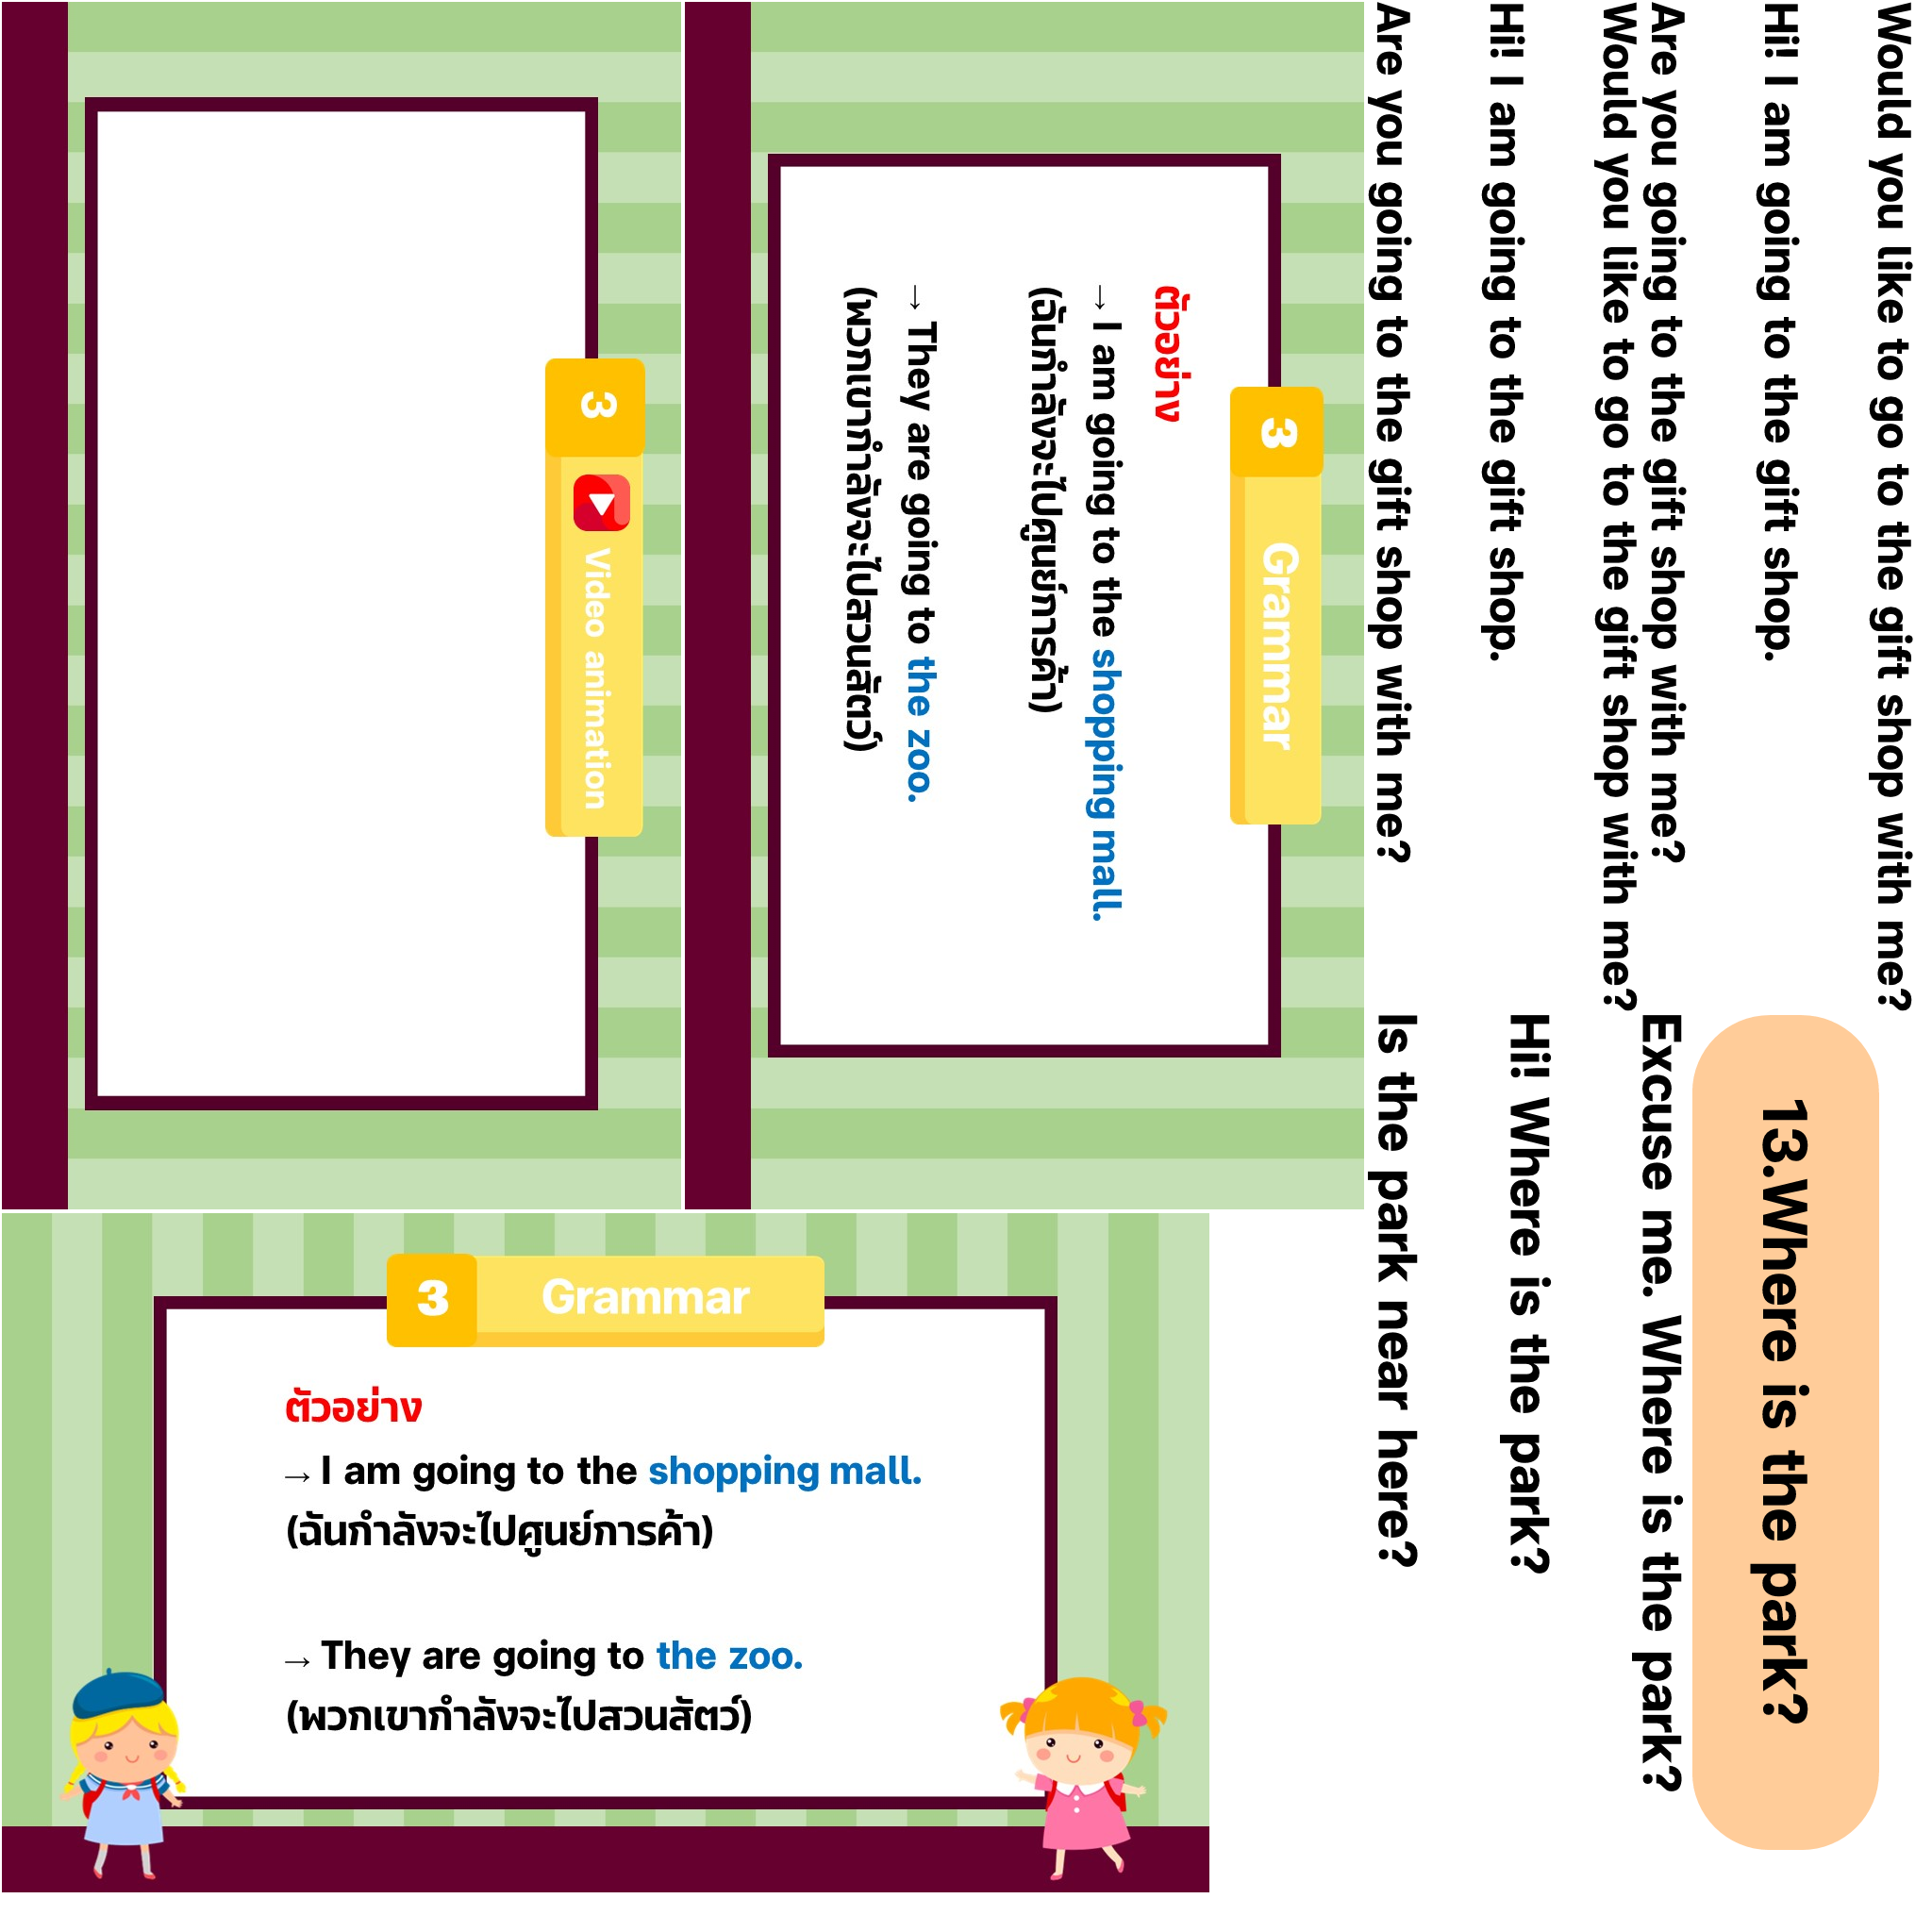 3
Video animation
3
Grammar
ตัวอย่าง
→ I am going to the shopping mall.
(ฉันกำลังจะไปศูนย์การค้า)
→ They are going to the zoo.
(พวกเขากำลังจะไปสวนสัตว์)
Would you like to go to the gift shop with me?
Hi! I am going to the gift shop.
Are you going to the gift shop with me?
Would you like to go to the gift shop with me?
Hi! I am going to the gift shop.
Are you going to the gift shop with me?
13.Where is the park?
Excuse me. Where is the park?
Hi! Where is the park?
Is the park near here?
3
Grammar
ตัวอย่าง
→ I am going to the shopping mall.
(ฉันกำลังจะไปศูนย์การค้า)
→ They are going to the zoo.
(พวกเขากำลังจะไปสวนสัตว์)